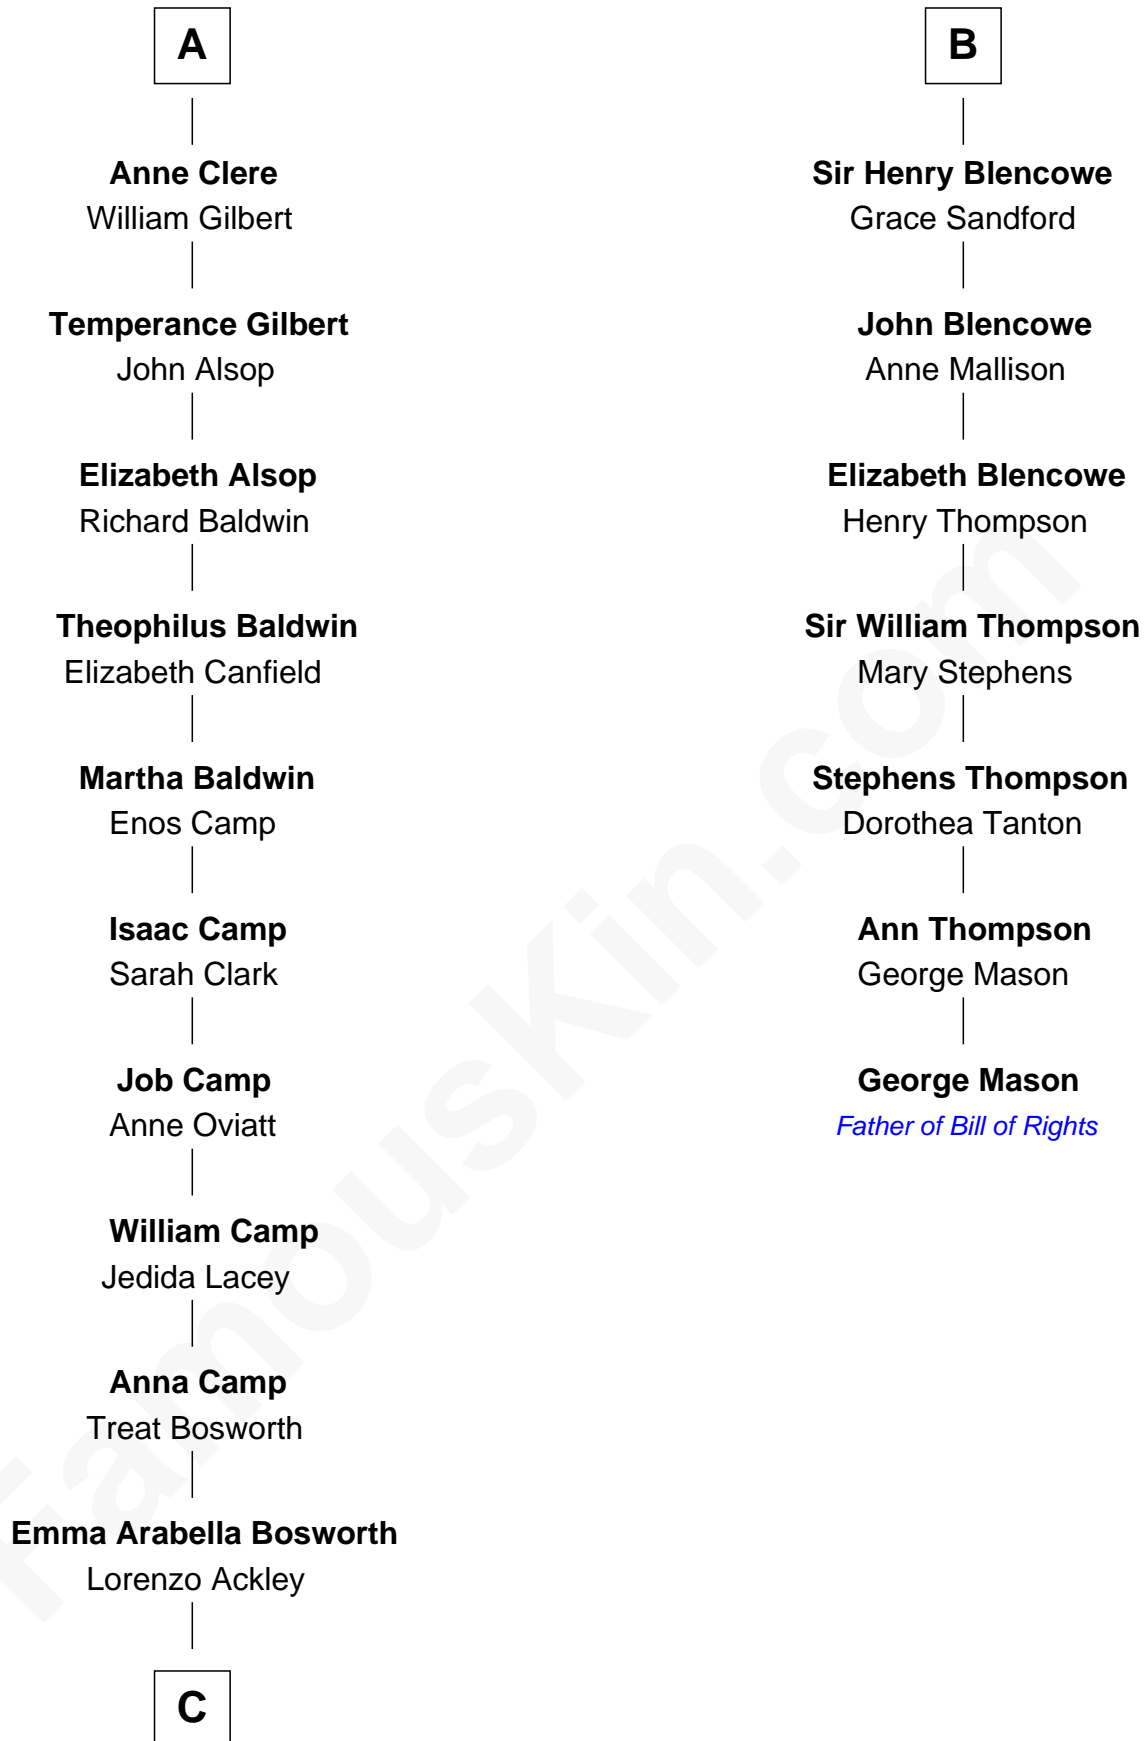 A
Anne Clere
William Gilbert
Temperance Gilbert
John Alsop
Elizabeth Alsop
Richard Baldwin
Theophilus Baldwin
Elizabeth Canfield
Martha Baldwin
Enos Camp
Isaac Camp
Sarah Clark
Job Camp
Anne Oviatt
William Camp
Jedida Lacey
Anna Camp
Treat Bosworth
Emma Arabella Bosworth
Lorenzo Ackley
C
B
Sir Henry Blencowe
Grace Sandford
John Blencowe
Anne Mallison
Elizabeth Blencowe
Henry Thompson
Sir William Thompson
Mary Stephens
Stephens Thompson
Dorothea Tanton
Ann Thompson
George Mason
George Mason
Father of Bill of Rights
FamousKin.com